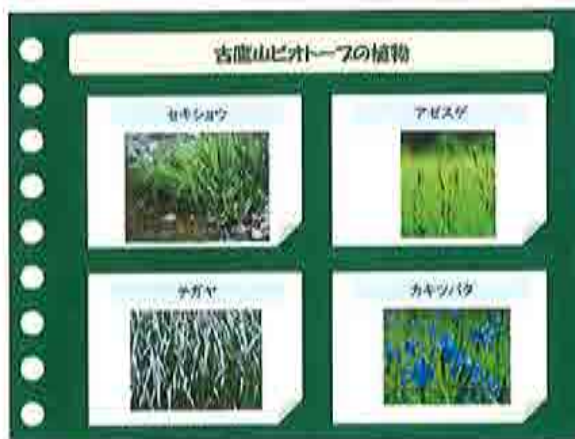 古鷹山ビオトープの植物
セキショウ
アゼスゲ
チガヤ
カキツバタ